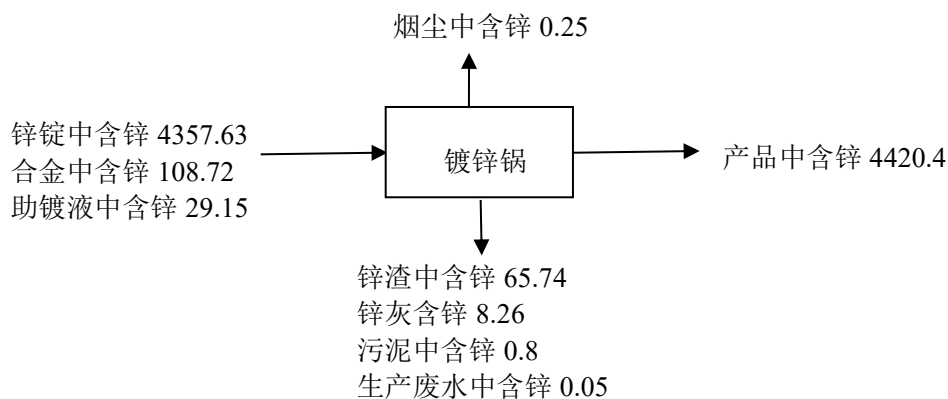 烟尘中含锌 0.25
锌锭中含锌 4357.63
合金中含锌 108.72
助镀液中含锌 29.15
镀锌锅
产品中含锌 4420.4
锌渣中含锌 65.74
锌灰含锌 8.26
污泥中含锌 0.8
生产废水中含锌 0.05